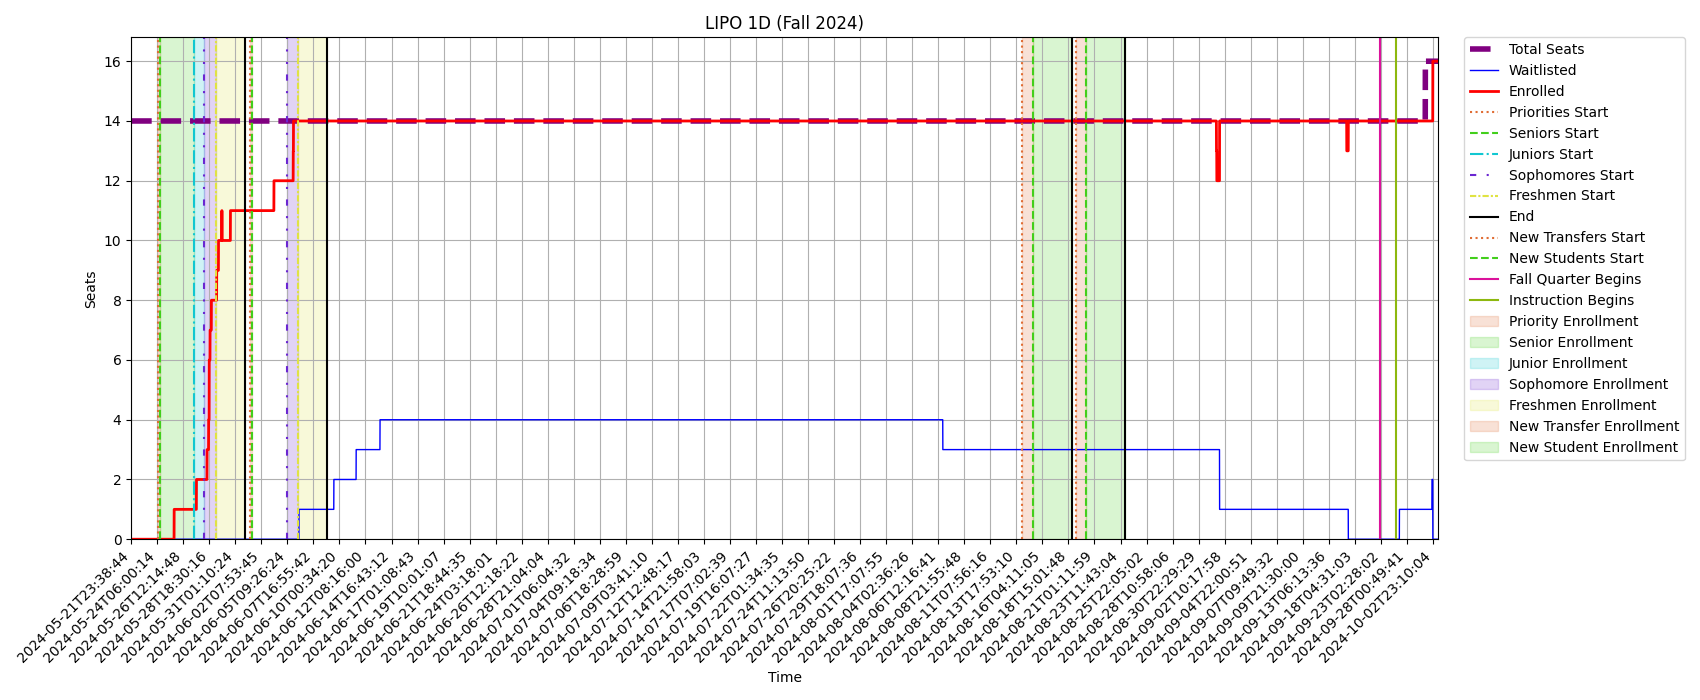 LIPO 1D (Fall 2024)
Seats
16
14
12
10
8
6
4
2
0
2024-05-21T23:38:44
2024-05-24T06:00:14
2024-05-26T12:14:48
2024-05-28T18:30:16
2024-05-31T01:10:24
2024-06-02T07:53:45
2024-06-05T09:26:24
2024-06-07T16:55:42
2024-06-10T00:34:20
2024-06-12T08:16:00
2024-06-14T16:43:12
2024-06-17T01:08:43
2024-06-19T10:01:07
2024-06-21T18:44:35
2024-06-24T03:18:01
2024-06-26T12:18:22
2024-06-28T21:04:04
2024-07-01T06:04:32
2024-07-04T09:18:34
2024-07-06T18:28:59
2024-07-09T03:41:10
2024-07-12T12:48:17
2024-07-14T21:58:03
2024-07-17T07:02:39
2024-07-19T16:07:27
2024-07-22T01:34:35
2024-07-24T11:13:50
2024-07-26T20:25:22
2024-07-29T18:07:36
2024-08-01T17:07:55
2024-08-04T02:36:26
2024-08-06T12:16:41
2024-08-08T21:55:48
2024-08-11T07:56:16
2024-08-13T17:53:10
2024-08-16T04:11:05
2024-08-18T15:01:48
2024-08-21T01:11:59
2024-08-23T11:43:04
2024-08-25T22:05:02
2024-08-28T10:58:06
2024-08-30T22:29:29
2024-09-02T10:17:58
2024-09-04T22:00:51
2024-09-07T09:49:32
2024-09-09T21:30:00
2024-09-13T06:13:36
2024-09-18T04:31:03
2024-09-23T02:28:02
2024-09-28T00:49:41
2024-10-02T23:10:04
Time
Total Seats
Waitlisted
Enrolled
Priorities Start
Seniors Start
Juniors Start
Sophomores Start
Freshmen Start
End
New Transfers Start
New Students Start
Fall Quarter Begins
Instruction Begins
Priority Enrollment
Senior Enrollment
Junior Enrollment
Sophomore Enrollment
Freshmen Enrollment
New Transfer Enrollment
New Student Enrollment